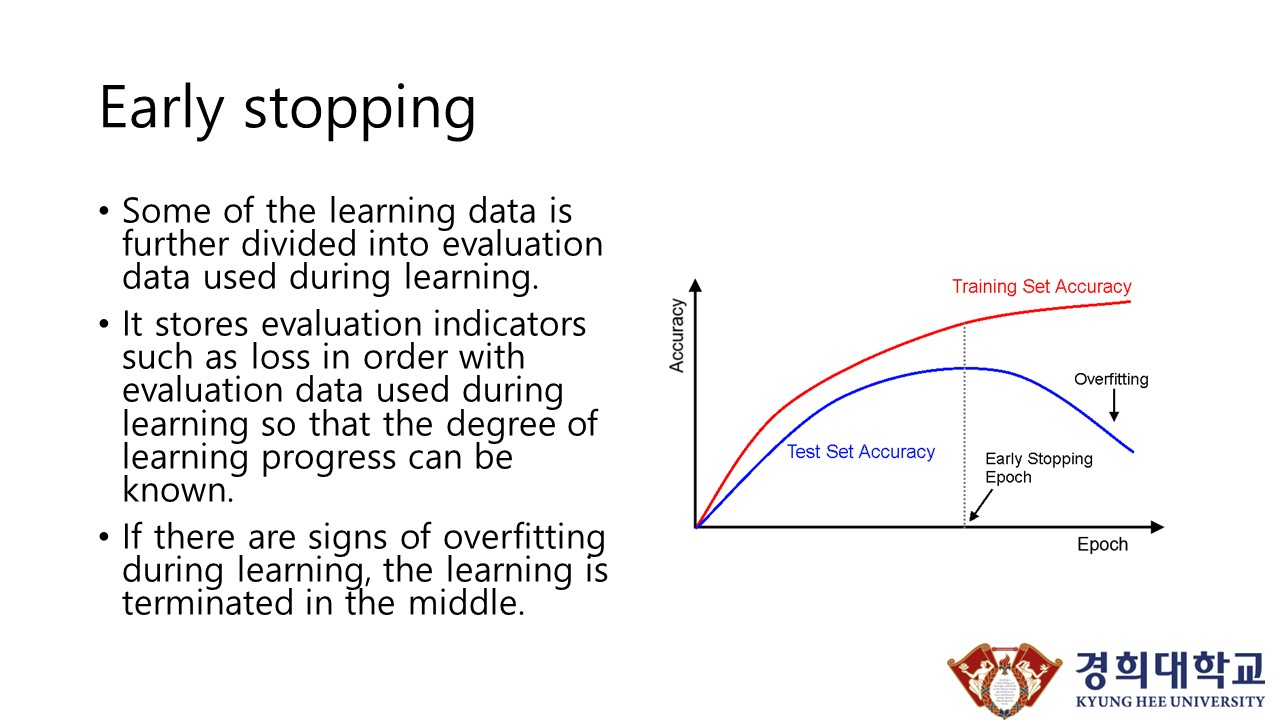 Early stopping
• Some of the learning data is
further divided into evaluation
data used during learning.
• It stores evaluation indicators
such as loss in order with
evaluation data used during
learning so that the degree of
learning progress can be
known.
• If there are signs of overfitting
during learning, the learning is
terminated in the middle.
Training Set Accuracy
Accuracy
Overfitting
Test Set Accuracy
Early Stopping
Epoch
Epoch
경희대학교
KYUNG HEE UNIVERSITY